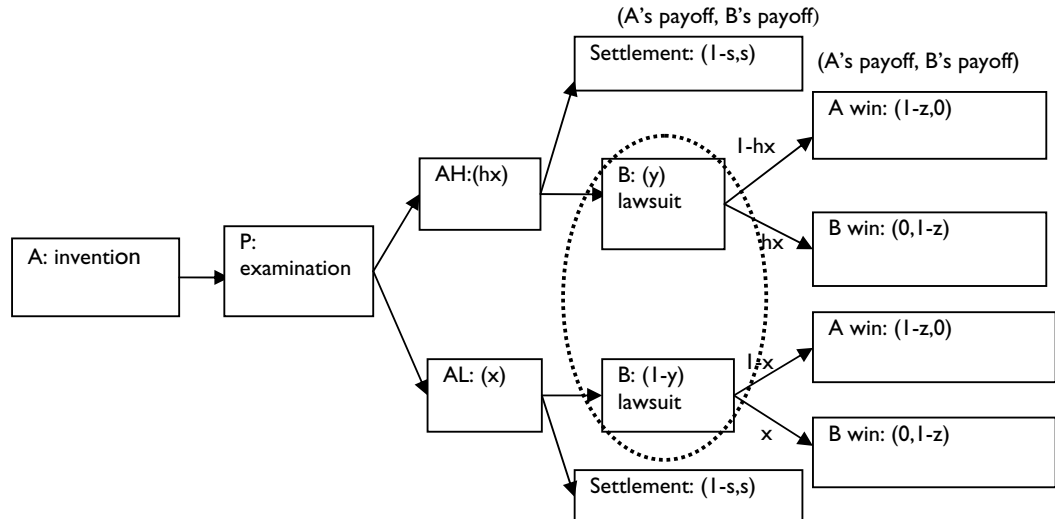 (A's payoff, B's payoff)
Settlement: (1-s,s)
(A's payoff, B's payoff)
A win: (1-z,0)
1-hx
AH:(hx)
B: (y)
lawsuit
B win: (0,1-z)
hx
A: invention
P:
examination
A win: (1-z,0)
1-x
AL: (x)
B: (1-y)
lawsuit
x
B win: (0,1-z)
Settlement: (1-s,s)